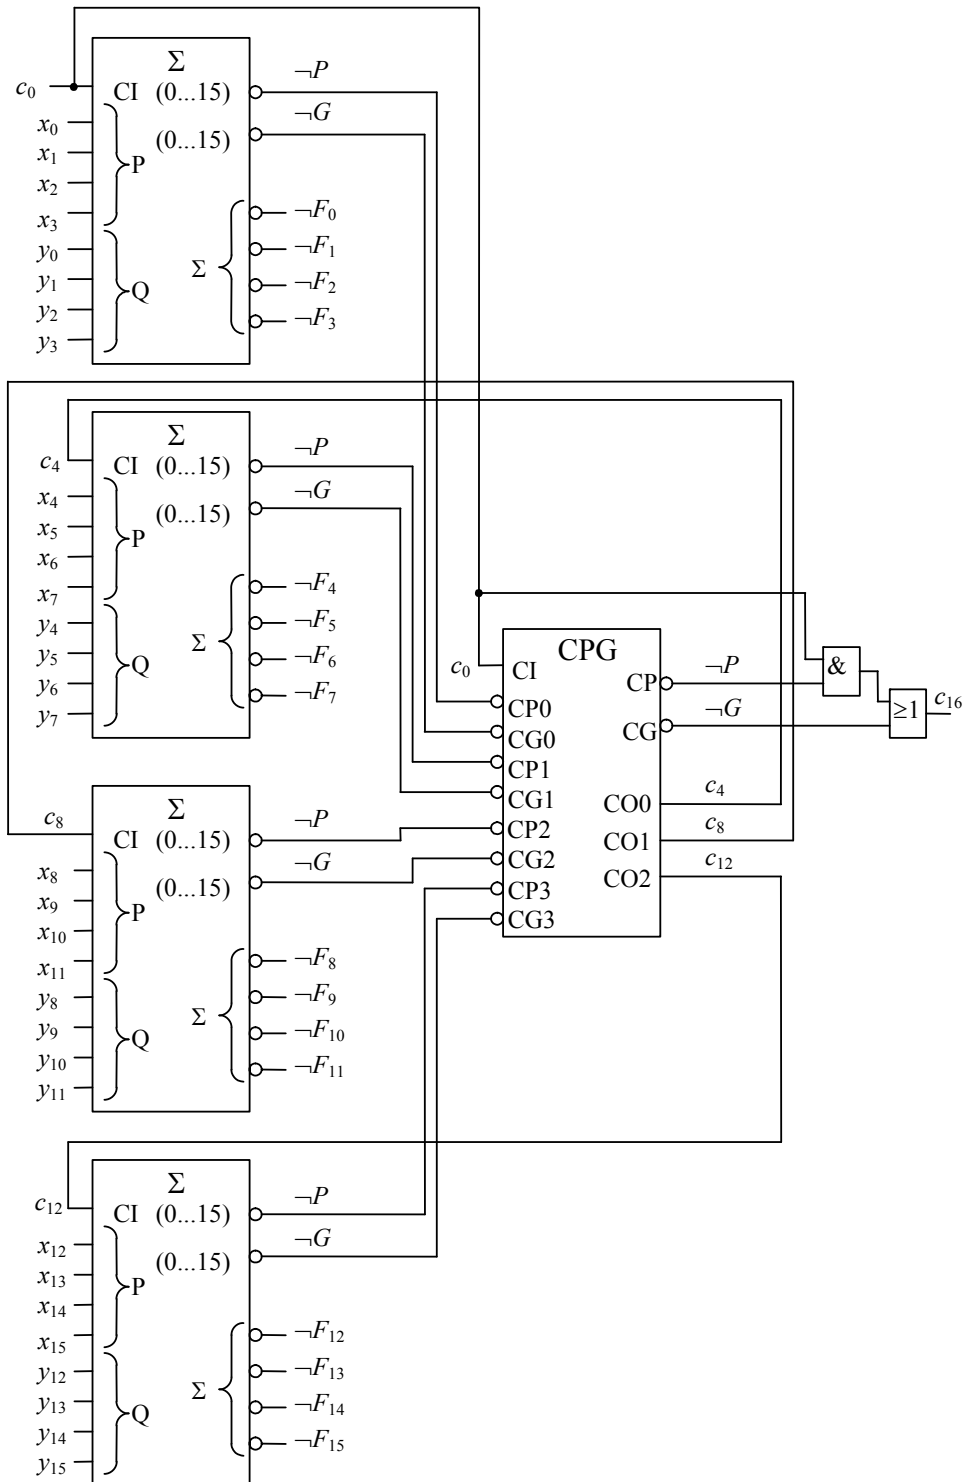 Σ
c₀ CI (0...15) ¬P
x₀ (0...15) ¬G
x₁ P
x₂
x₃ ¬F₀
y₀ ¬F₁
y₁ Σ ¬F₂
y₂ Q ¬F₃
y₃
Σ
c₄ CI (0...15) ¬P
x₄ (0...15) ¬G
x₅ P
x₆
x₇ ¬F₄
y₄ ¬F₅
y₅ Σ ¬F₆
y₆ Q ¬F₇
y₇
CPG
c₀ CI
CP0
CG0
CP1
CG1
CP2
CG2
CP3
CG3
CP ¬P
CG ¬G
CO0 c₄
CO1 c₈
CO2 c₁₂
&
≥1 c₁₆
Σ
c₈ CI (0...15) ¬P
x₈ (0...15) ¬G
x₉ P
x₁₀
x₁₁ ¬F₈
y₈ ¬F₉
y₉ Σ ¬F₁₀
y₁₀ Q ¬F₁₁
y₁₁
Σ
c₁₂ CI (0...15) ¬P
x₁₂ (0...15) ¬G
x₁₃ P
x₁₄
x₁₅ ¬F₁₂
y₁₂ ¬F₁₃
y₁₃ Σ ¬F₁₄
y₁₄ Q ¬F₁₅
y₁₅